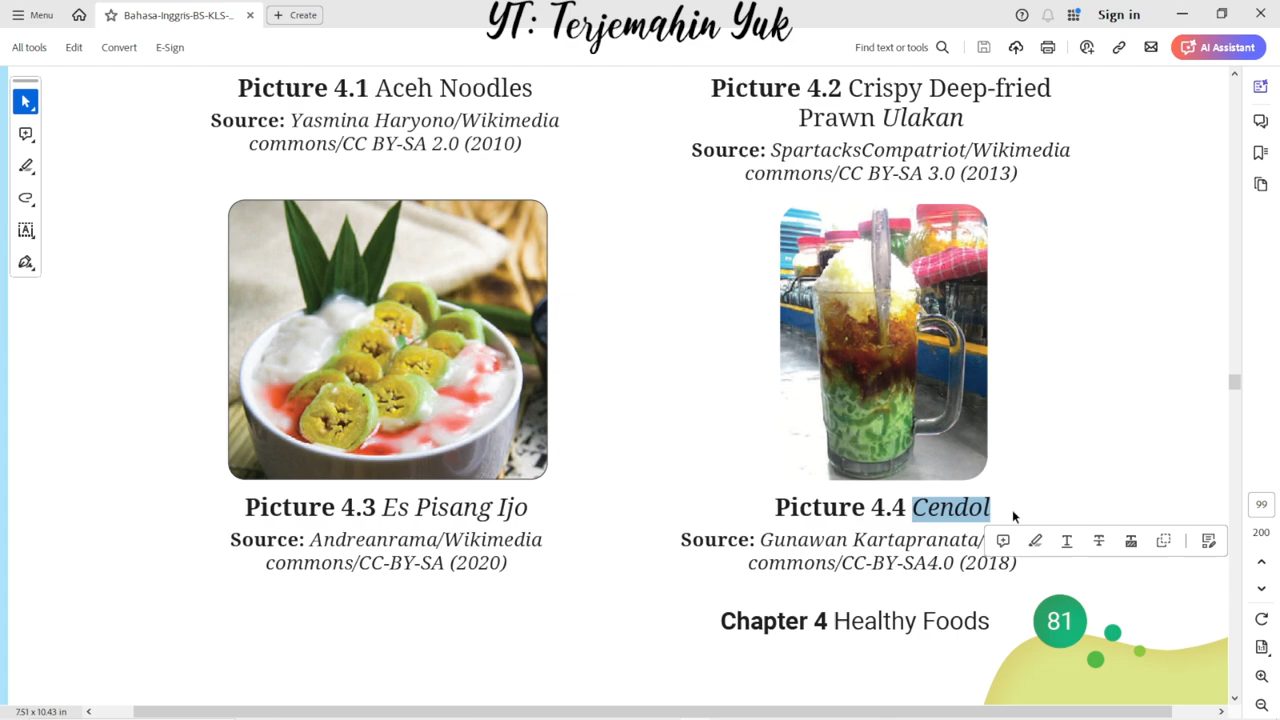 Menu
Bahasa-Inggris-BS-KLS-...
Create
YT: Terjemahin Yuk
Sign in
All tools
Edit
Convert
E-Sign
Find text or tools
AI Assistant
Picture 4.1 Aceh Noodles
Source: Yasmina Haryono/Wikimedia
commons/CC BY-SA 2.0 (2010)
Picture 4.2 Crispy Deep-fried
Prawn Ulakan
Source: SpartacksCompatriot/Wikimedia
commons/CC BY-SA 3.0 (2013)
Picture 4.3 Es Pisang Ijo
Source: Andreanrama/Wikimedia
commons/CC-BY-SA (2020)
Picture 4.4 Cendol
Source: Gunawan Kartapranata/
commons/CC-BY-SA4.0 (2018)
Chapter 4 Healthy Foods
81
99
200
7.51 x 10.43 in